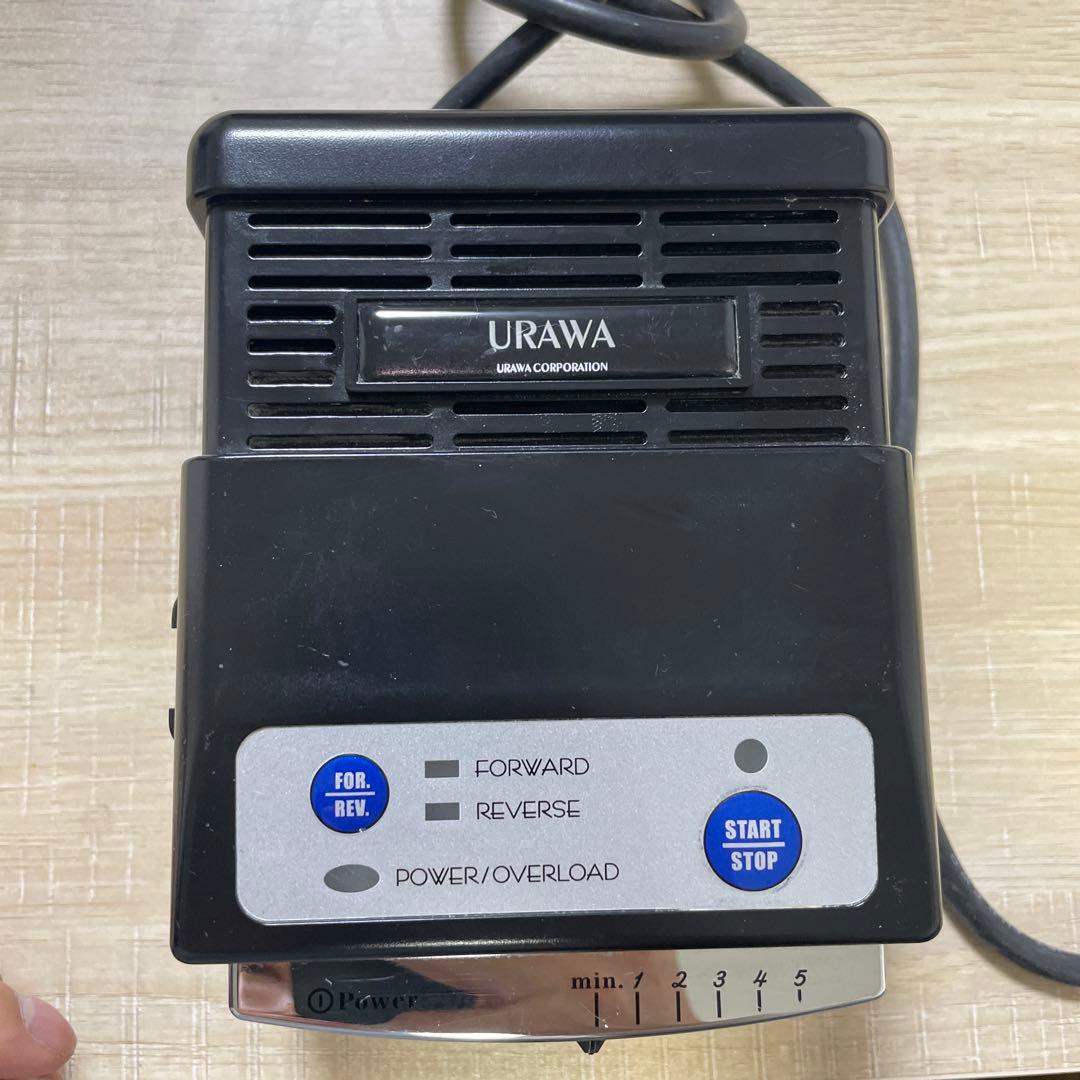 URAWA
URAWA CORPORATION
FOR.
REV.
FORWARD
REVERSE
START
STOP
POWER/OVERLOAD
Power
min. 1 2 3 4 5